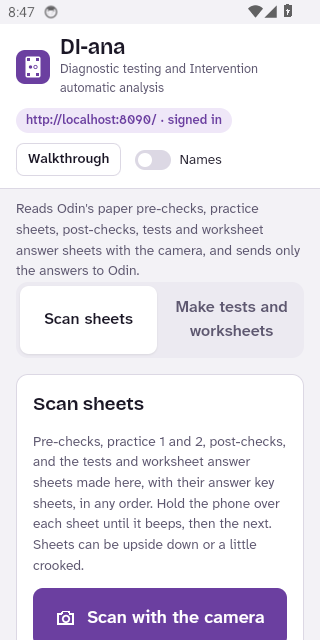 8:47
DI-ana
Diagnostic testing and Intervention
automatic analysis
http://localhost:8090/ · signed in
Walkthrough
Names
Reads Odin's paper pre-checks, practice
sheets, post-checks, tests and worksheet
answer sheets with the camera, and sends only
the answers to Odin.
Scan sheets
Make tests and
worksheets
Scan sheets
Pre-checks, practice 1 and 2, post-checks,
and the tests and worksheet answer
sheets made here, with their answer key
sheets, in any order. Hold the phone over
each sheet until it beeps, then the next.
Sheets can be upside down or a little
crooked.
Scan with the camera